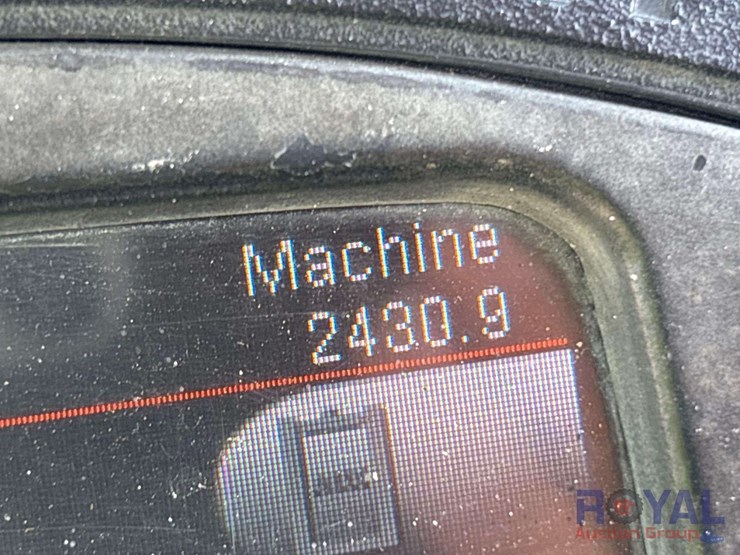 Machine
2430.9
ROYAL
Auction Group